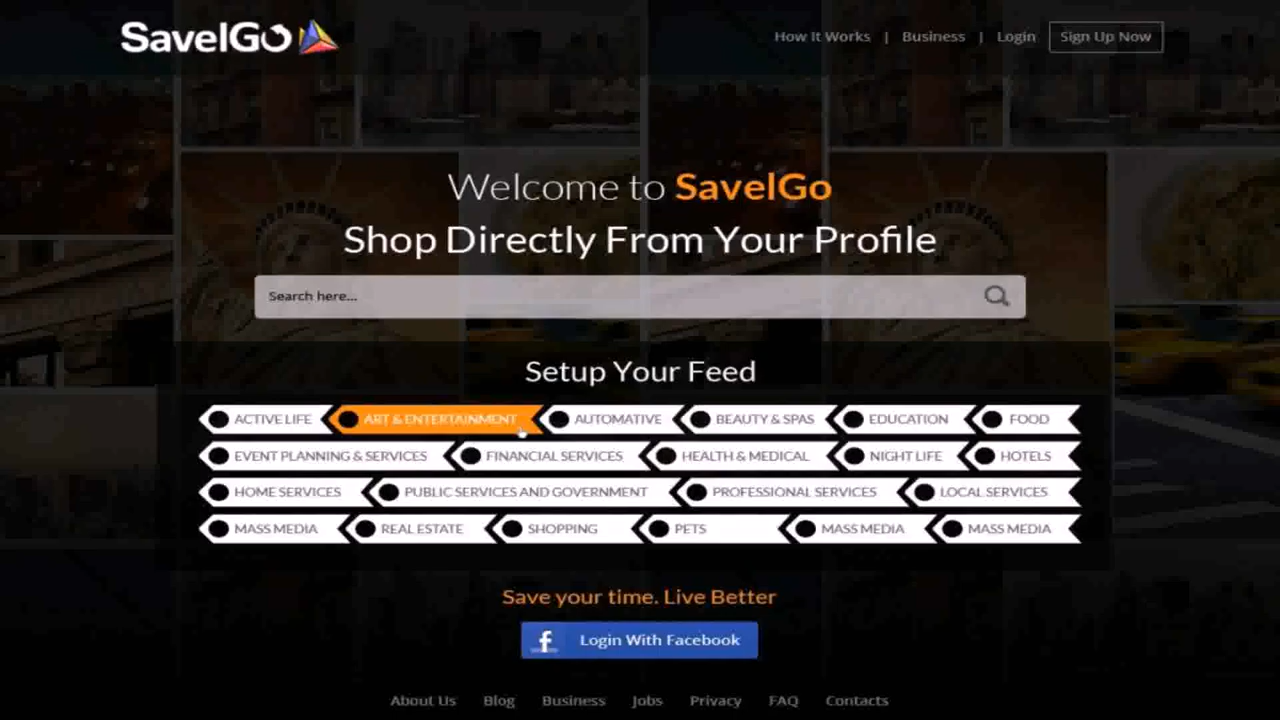 SavelGo
How It Works | Business | Login Sign Up Now
Welcome to SavelGo
Shop Directly From Your Profile
Search here...
Setup Your Feed
ACTIVE LIFE ART & ENTERTAINMENT AUTOMATIVE BEAUTY & SPAS EDUCATION FOOD
EVENT PLANNING & SERVICES FINANCIAL SERVICES HEALTH & MEDICAL NIGHT LIFE HOTELS
HOME SERVICES PUBLIC SERVICES AND GOVERNMENT PROFESSIONAL SERVICES LOCAL SERVICES
MASS MEDIA REAL ESTATE SHOPPING PETS MASS MEDIA MASS MEDIA
Save your time. Live Better
f Login With Facebook
About Us Blog Business Jobs Privacy FAQ Contacts